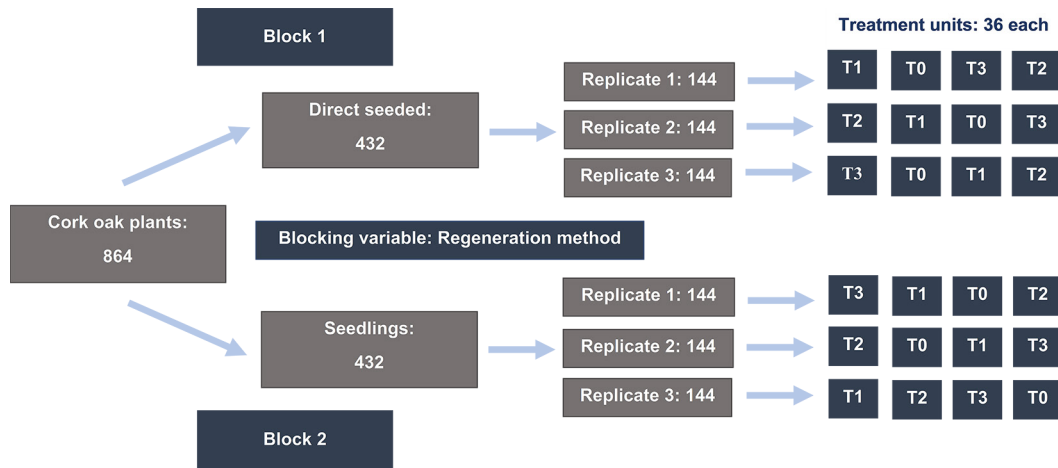 Treatment units: 36 each
Block 1
Direct seeded:
432
Replicate 1: 144
T1 T0 T3 T2
Replicate 2: 144
T2 T1 T0 T3
Replicate 3: 144
T3 T0 T1 T2
Cork oak plants:
864
Blocking variable: Regeneration method
Seedlings:
432
Replicate 1: 144
T3 T1 T0 T2
Replicate 2: 144
T2 T0 T1 T3
Replicate 3: 144
T1 T2 T3 T0
Block 2